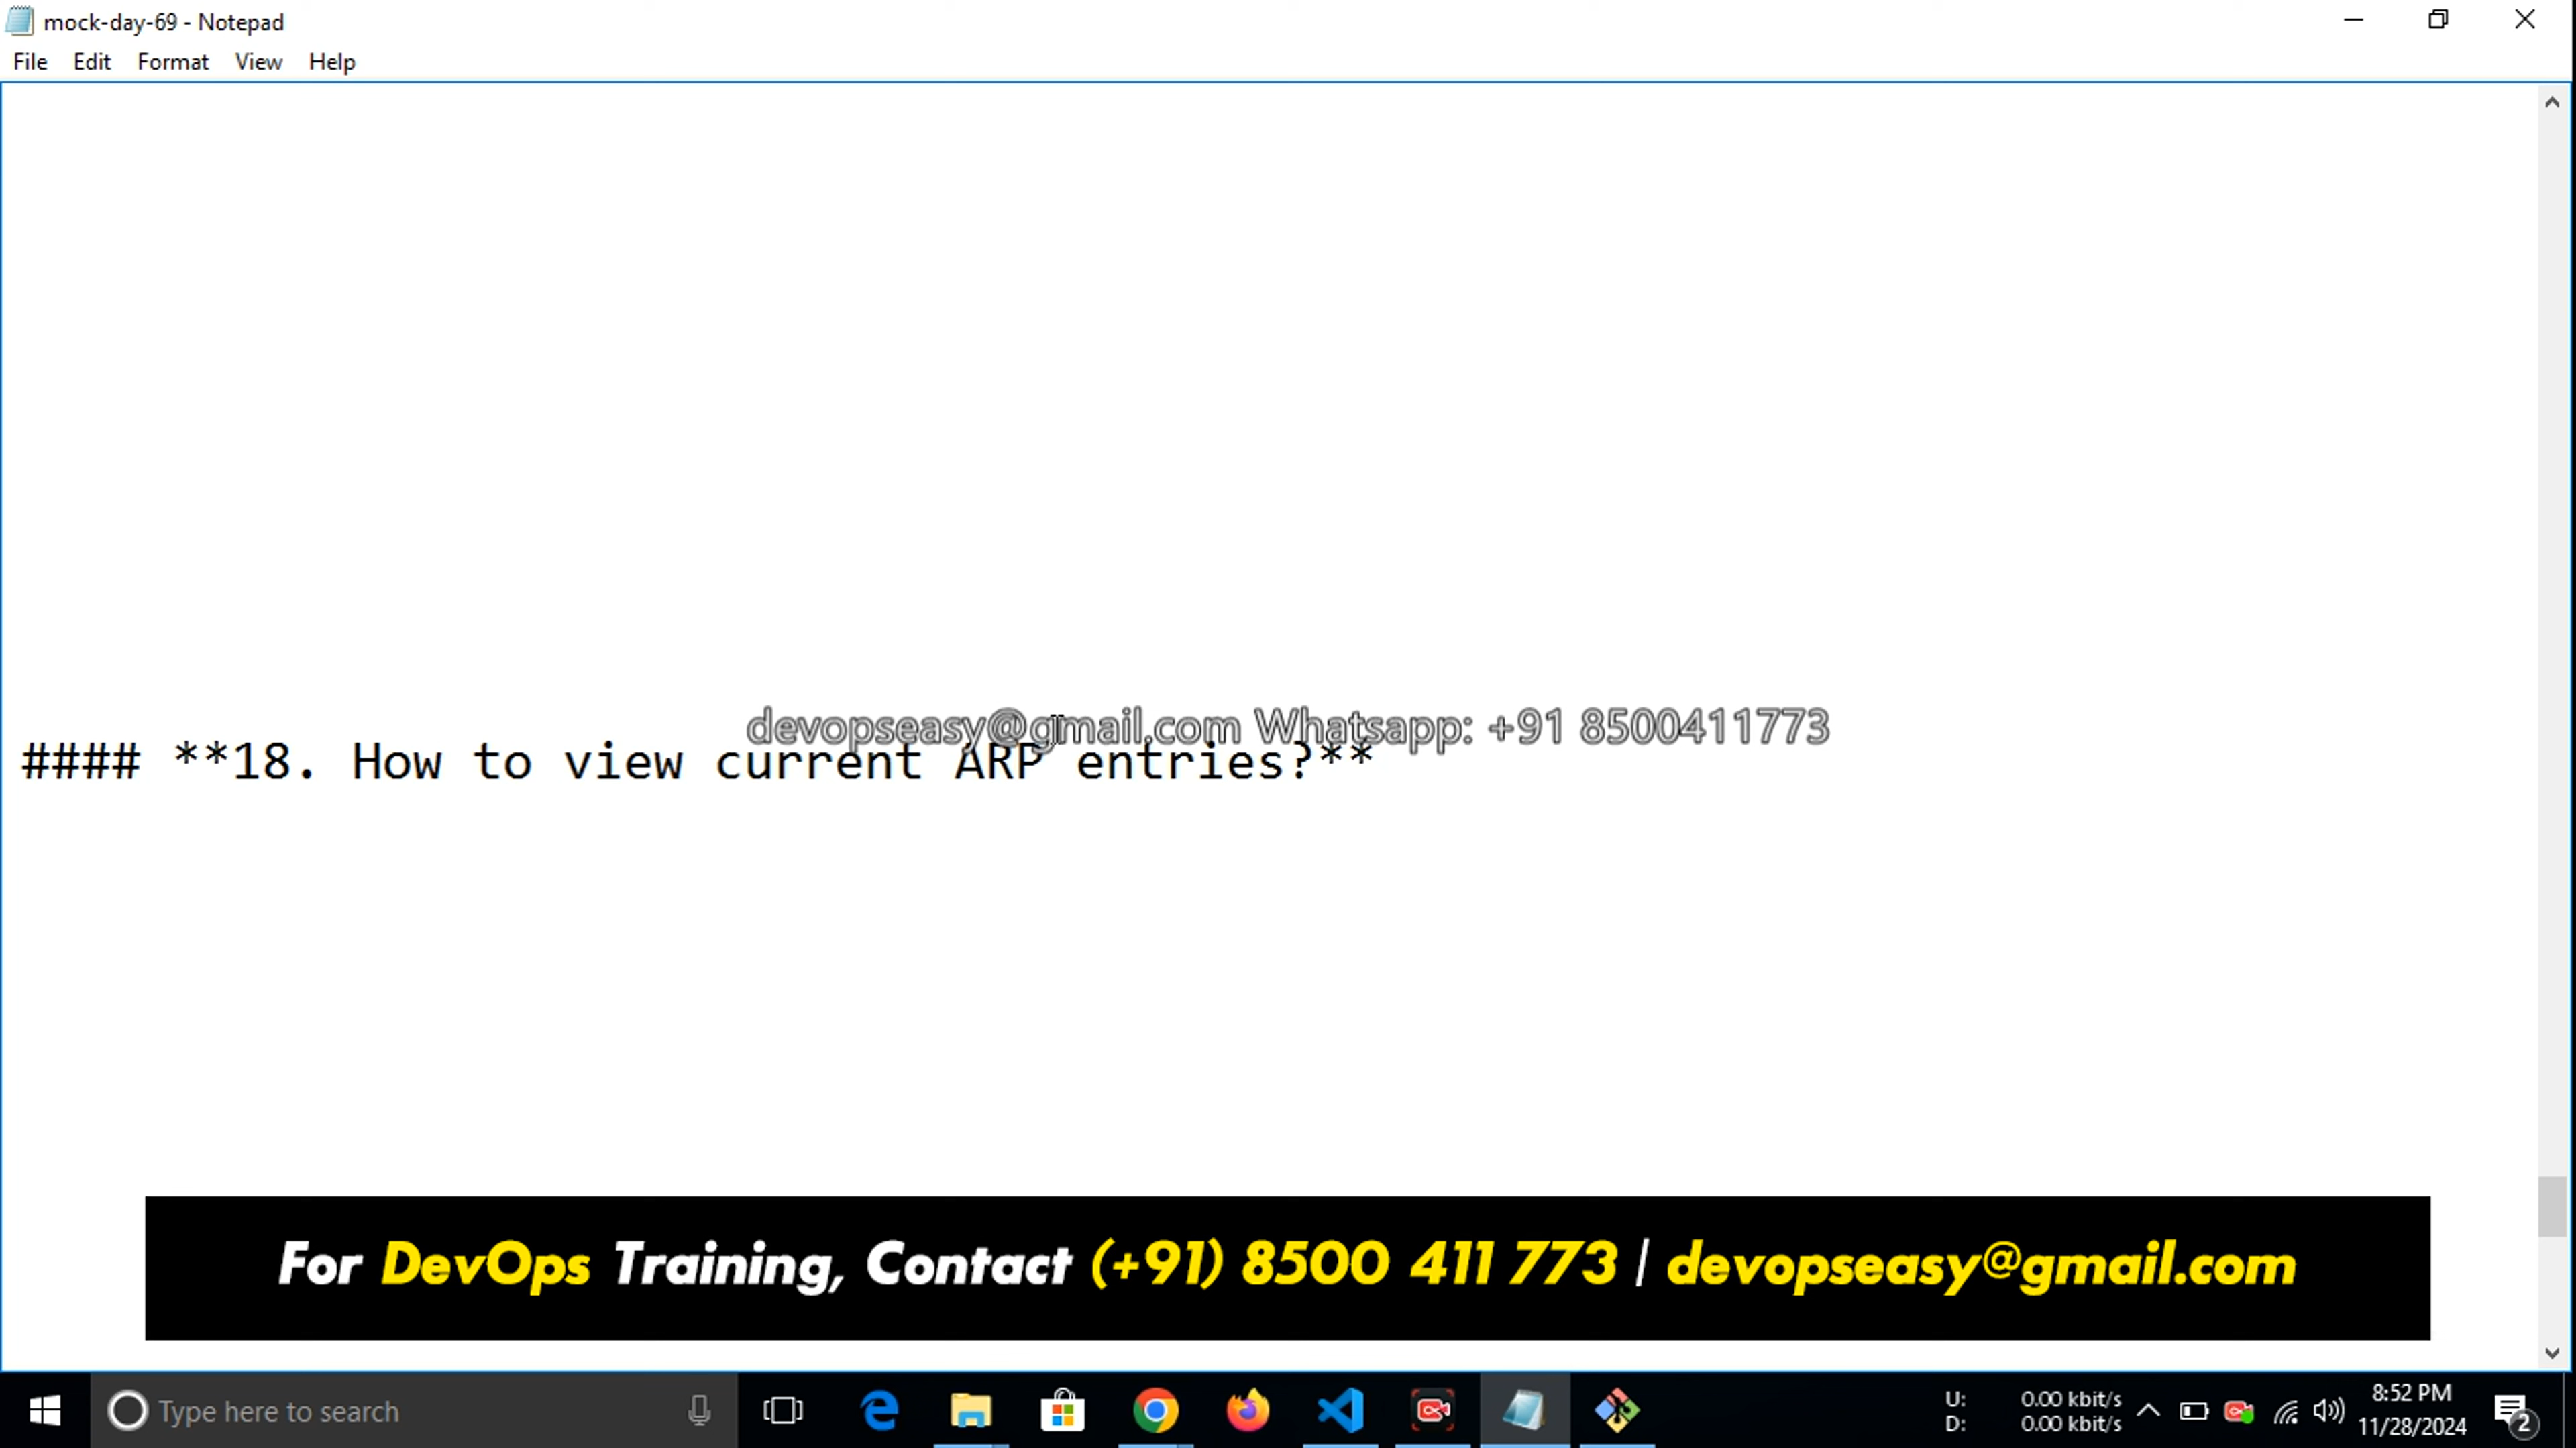 mock-day-69 - Notepad
File Edit Format View Help
devopseasy@gmail.com Whatsapp: +91 8500411773
#### **18. How to view current ARP entries?**
For DevOps Training, Contact (+91) 8500 411 773 | devopseasy@gmail.com
Type here to search
U: 0.00 kbit/s
D: 0.00 kbit/s
8:52 PM
11/28/2024
2